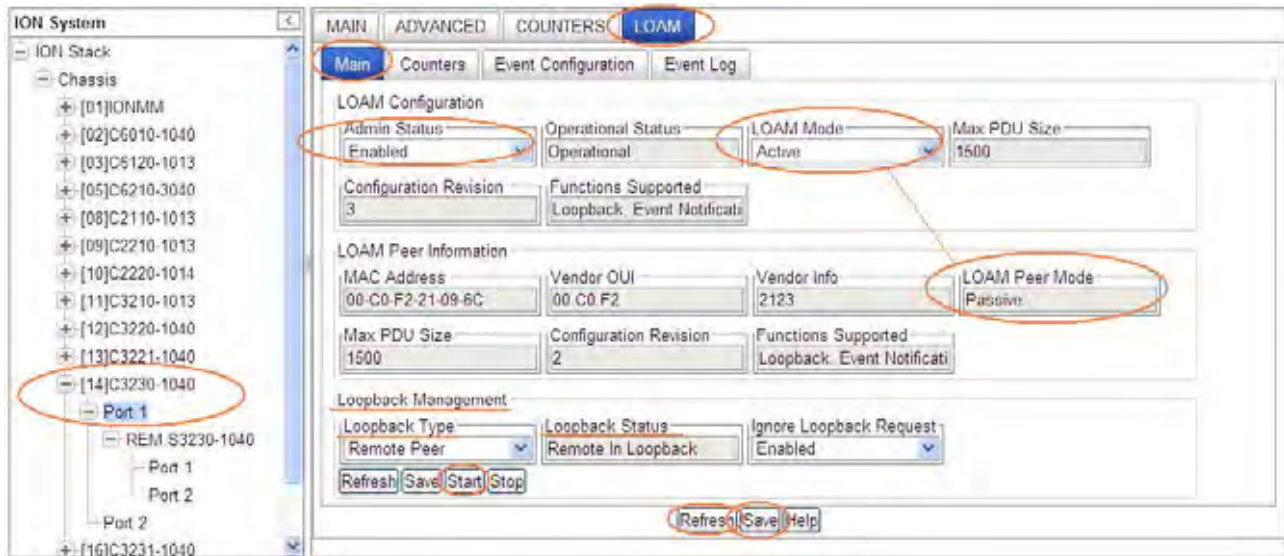 ION System
ION Stack
Chassis
[01]IONMM
[02]C6010-1040
[03]C6120-1013
[05]C6210-3040
[08]C2110-1013
[09]C2210-1013
[10]C2220-1014
[11]C3210-1013
[12]C3220-1040
[13]C3221-1040
[14]C3230-1040
Port 1
REM S3230-1040
Port 1
Port 2
Port 2
[16]C3231-1040
MAIN ADVANCED COUNTERS LOAM
Main Counters Event Configuration Event Log
LOAM Configuration
Admin Status Operational Status LOAM Mode Max PDU Size
Enabled Operational Active 1500
Configuration Revision Functions Supported
3 Loopback, Event Notificati
LOAM Peer Information
MAC Address Vendor OUI Vendor Info LOAM Peer Mode
00-C0-F2-21-09-6C 00 C0 F2 2123 Passive
Max PDU Size Configuration Revision Functions Supported
1500 2 Loopback, Event Notificati
Loopback Management
Loopback Type Loopback Status Ignore Loopback Request
Remote Peer Remote In Loopback Enabled
Refresh Save Start Stop
Refresh Save Help